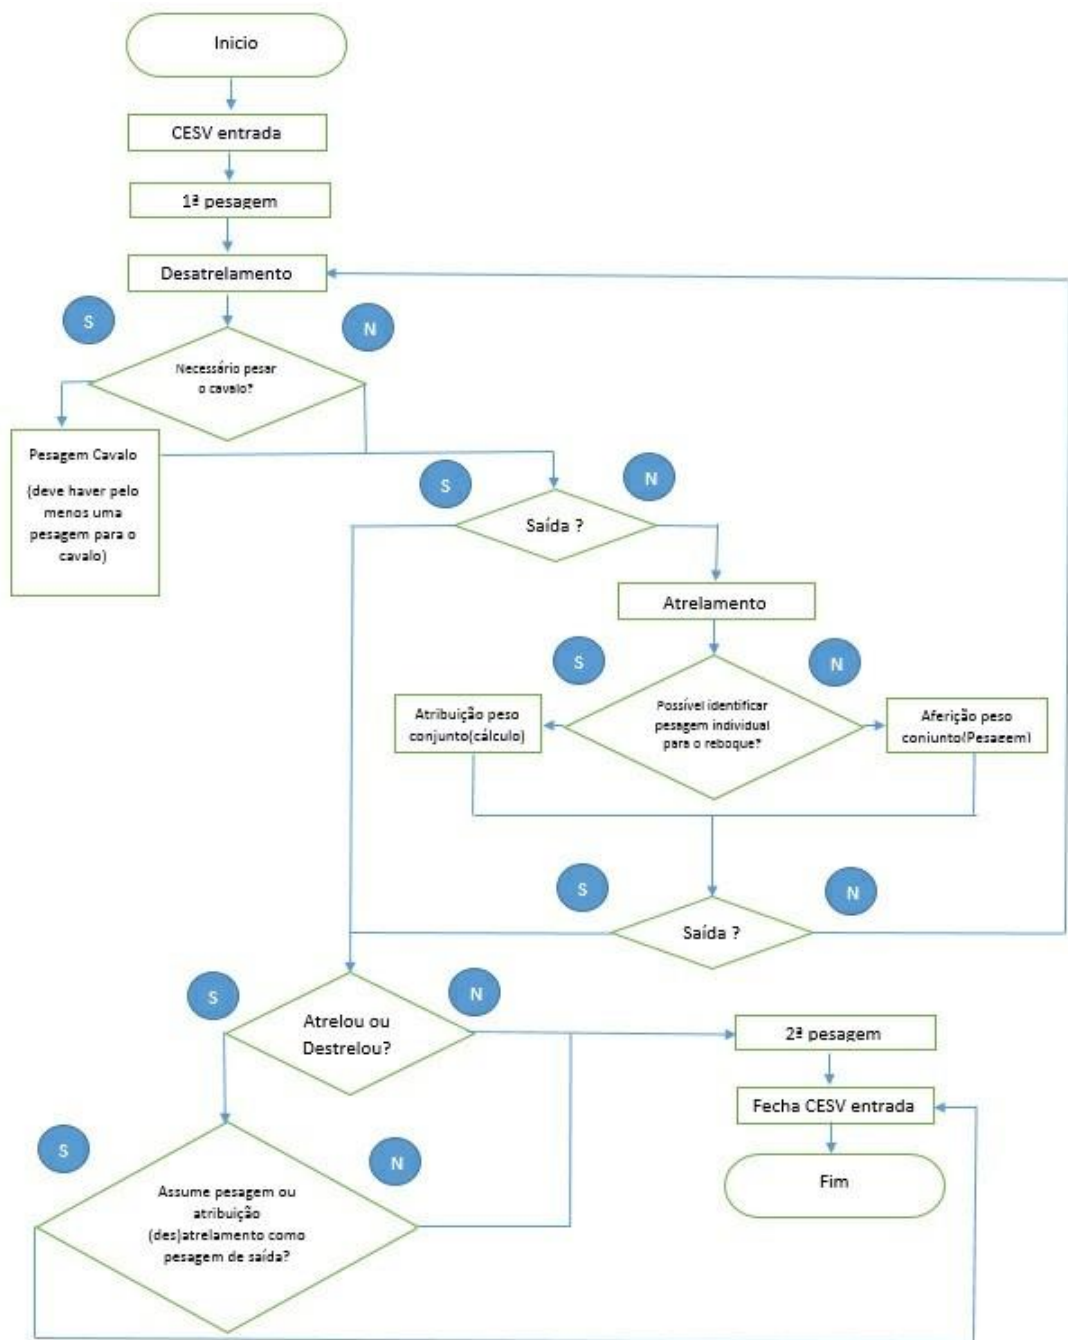 Inicio
CESV entrada
1ª pesagem
Desatrelamento
S
N
Necessário pesar
o cavalo?
Pesagem Cavalo
(deve haver pelo
menos uma
pesagem para o
cavalo)
S
N
Saída ?
Atrelamento
S
N
Possível identificar
pesagem individual
para o reboque?
Atribuição peso
conjunto(cálculo)
Aferição peso
conjunto(Pesagem)
S
N
Saída ?
S
N
Atrelou ou
Destrelou?
2ª pesagem
Fecha CESV entrada
S
N
Assume pesagem ou
atribuição
(des)atrelamento como
pesagem de saída?
Fim